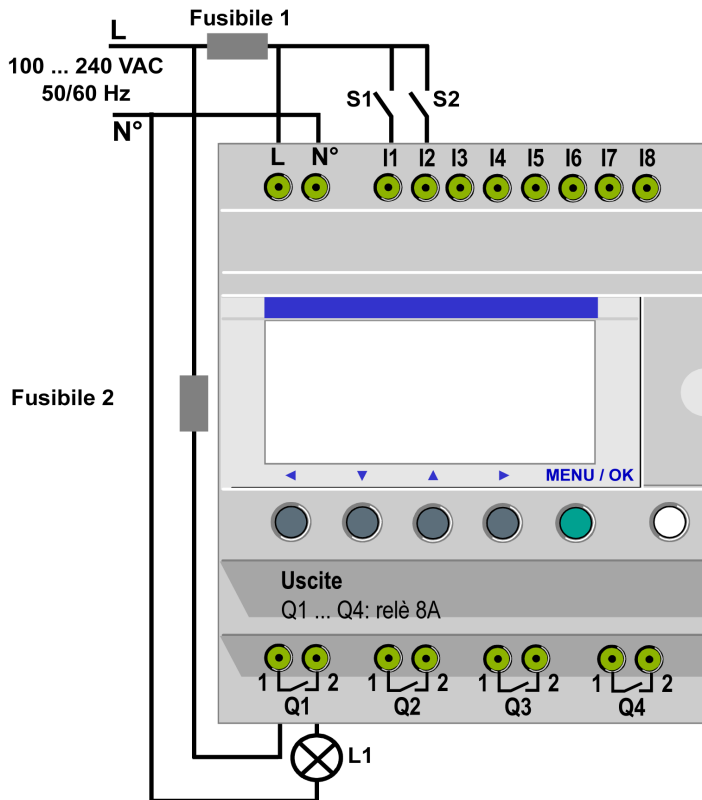 Fusibile 1
L
100 ... 240 VAC
50/60 Hz
N°
S1 S2
L N° I1 I2 I3 I4 I5 I6 I7 I8
Fusibile 2
MENU / OK
Uscite
Q1 ... Q4: relè 8A
1 2 1 2 1 2 1 2
Q1 Q2 Q3 Q4
L1